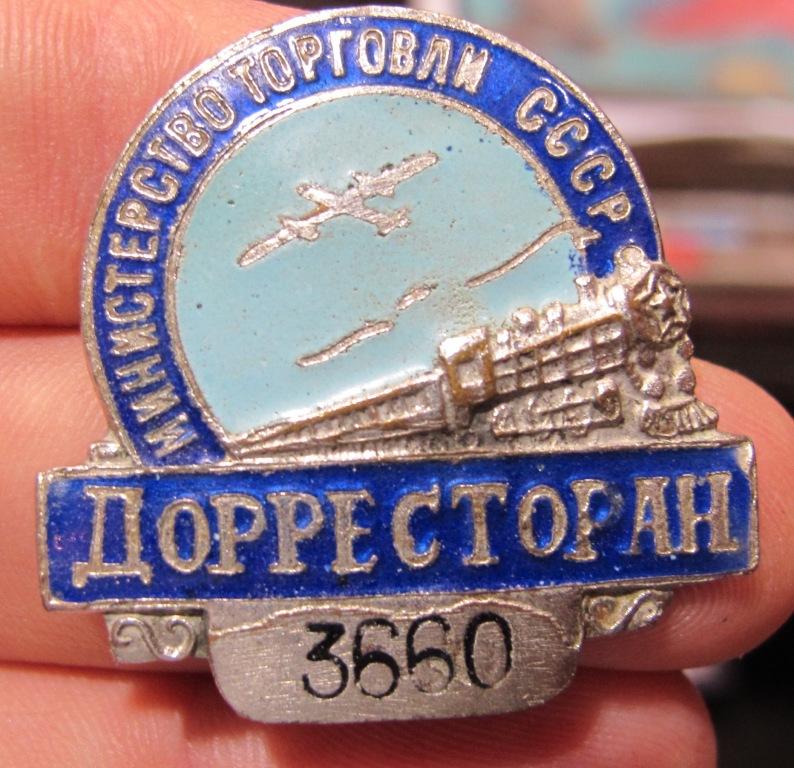 МИНИСТЕРСТВО ТОРГОВЛИ СССР
ДОРРЕСТОРАН
3660